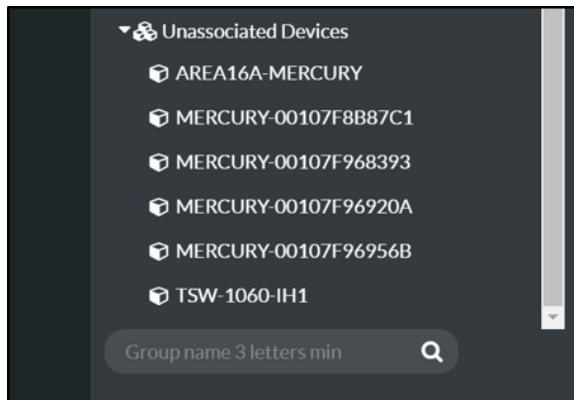 Unassociated Devices
AREA16A-MERCURY
MERCURY-00107F8B87C1
MERCURY-00107F968393
MERCURY-00107F96920A
MERCURY-00107F96956B
TSW-1060-IH1
Group name 3 letters min